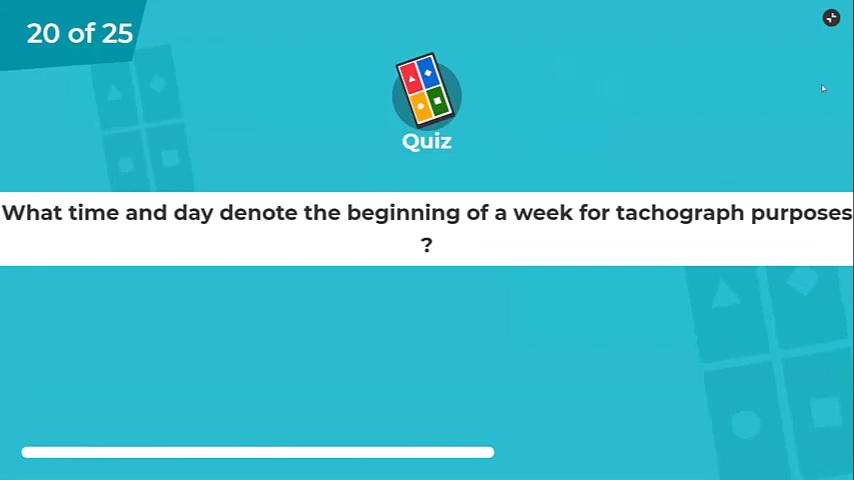 20 of 25
Quiz
What time and day denote the beginning of a week for tachograph purposes
?